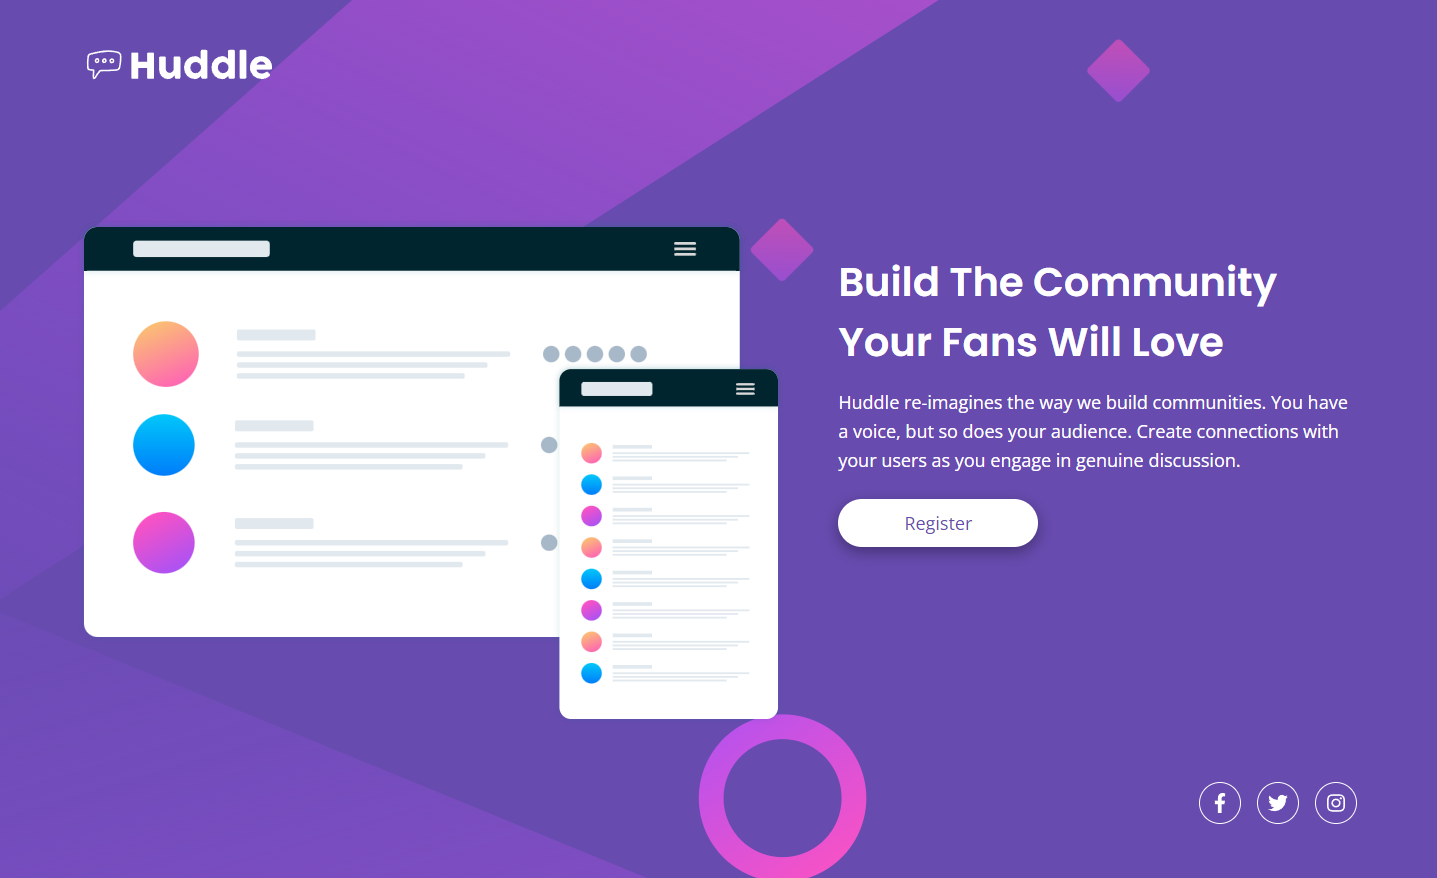 Huddle
Build The Community
Your Fans Will Love
Huddle re-imagines the way we build communities. You have
a voice, but so does your audience. Create connections with
your users as you engage in genuine discussion.
Register